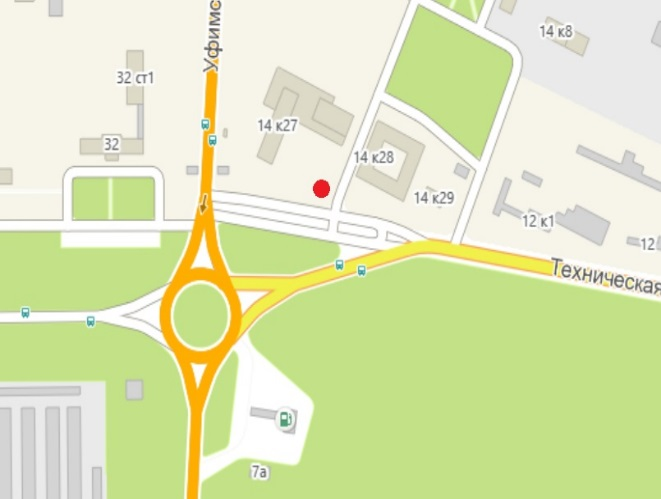 Уфимс
14 к8
32 ст1
14 к27
32
14 к28
14 к29
12 к1
12
Техническая
7а